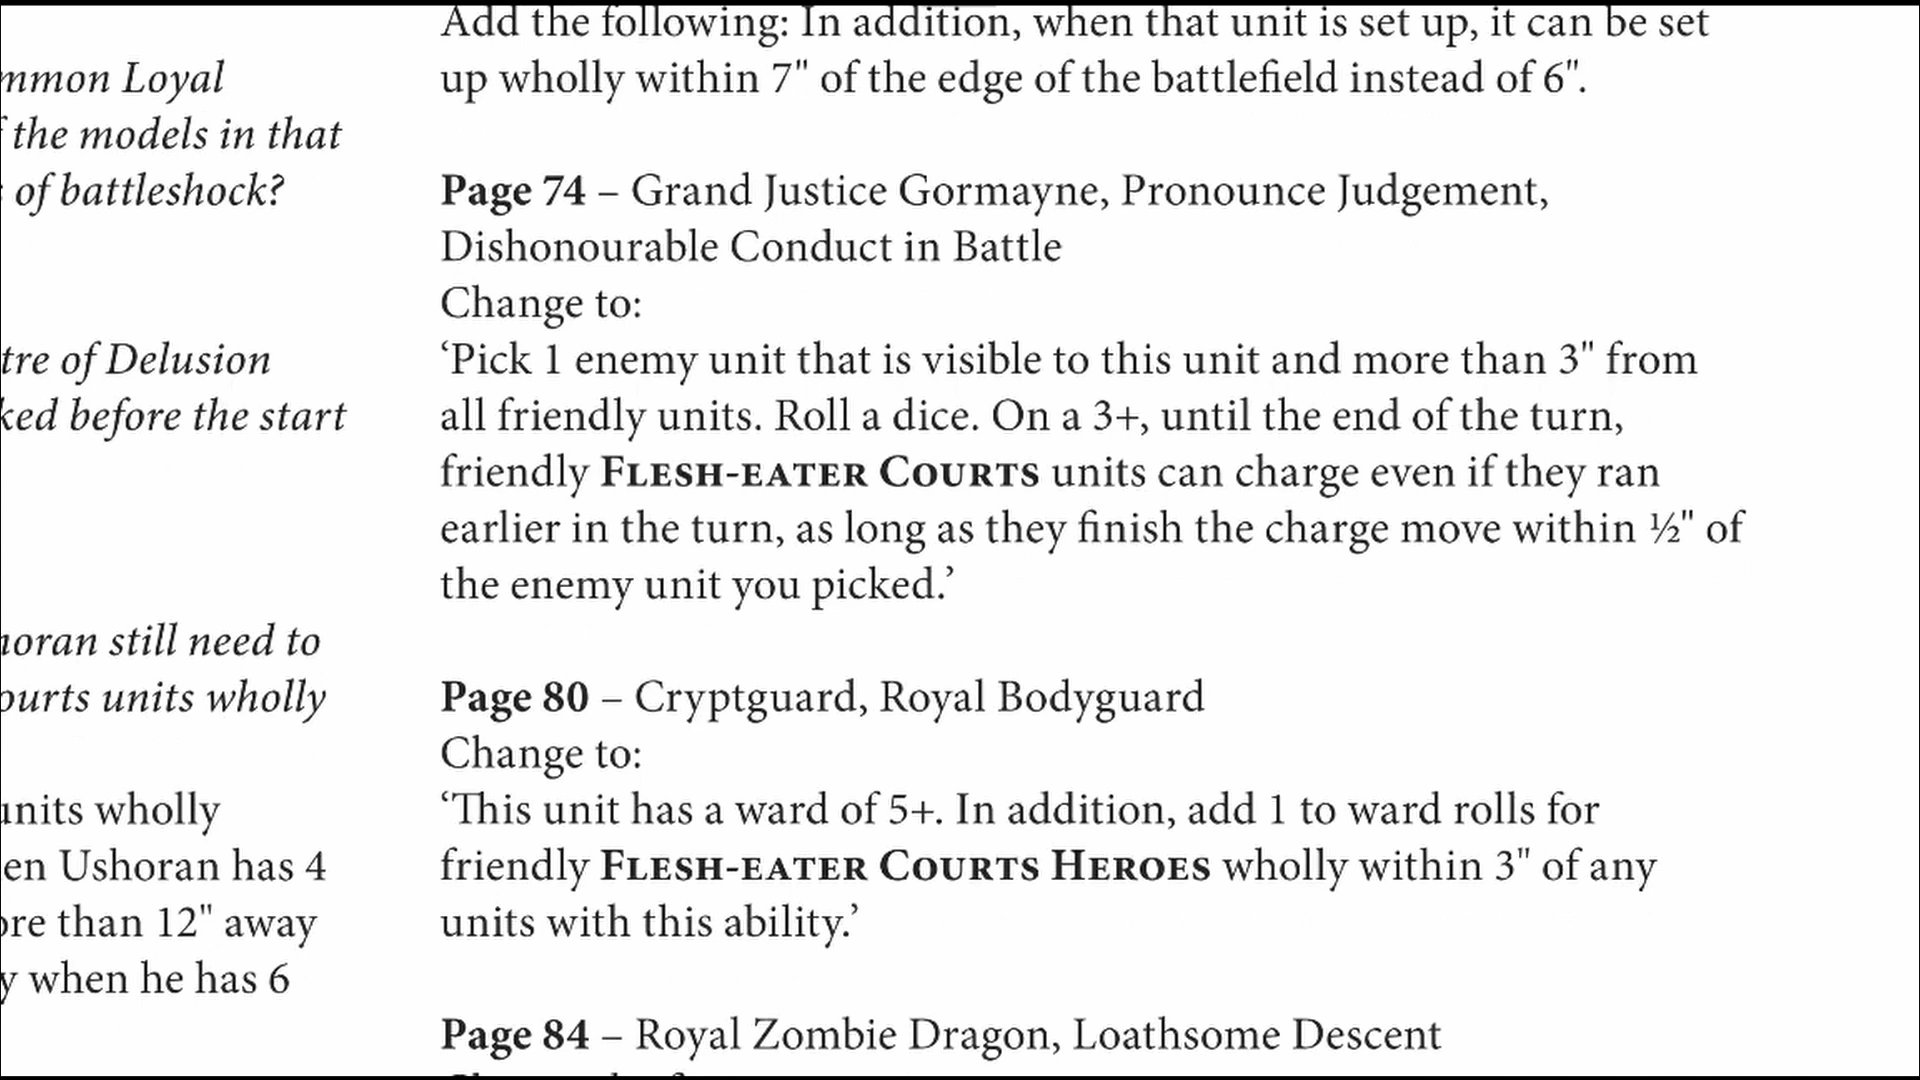 mmon Loyal
the models in that
of battleshock?
tre of Delusion
ked before the start
horan still need to
ourts units wholly
units wholly
en Ushoran has 4
ore than 12" away
y when he has 6
Add the following: In addition, when that unit is set up, it can be set
up wholly within 7" of the edge of the battlefield instead of 6".
Page 74 – Grand Justice Gormayne, Pronounce Judgement,
Dishonourable Conduct in Battle
Change to:
‘Pick 1 enemy unit that is visible to this unit and more than 3" from
all friendly units. Roll a dice. On a 3+, until the end of the turn,
friendly FLESH-EATER COURTS units can charge even if they ran
earlier in the turn, as long as they finish the charge move within ½" of
the enemy unit you picked.’
Page 80 – Cryptguard, Royal Bodyguard
Change to:
‘This unit has a ward of 5+. In addition, add 1 to ward rolls for
friendly FLESH-EATER COURTS HEROES wholly within 3" of any
units with this ability.’
Page 84 – Royal Zombie Dragon, Loathsome Descent